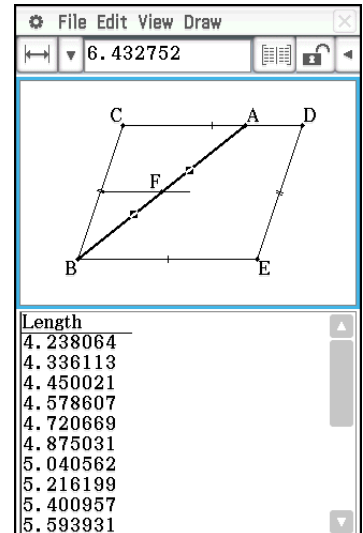 File Edit View Draw
6.432752
C A D
F
B E
Length
4.238064
4.336113
4.450021
4.578607
4.720669
4.875031
5.040562
5.216199
5.400957
5.593931